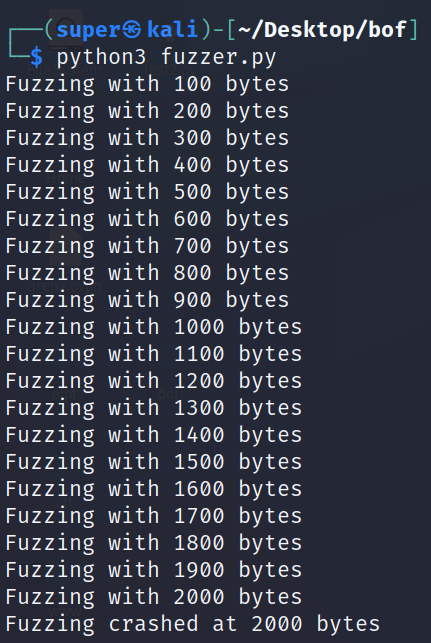 ┌──(super㉿kali)-[~/Desktop/bof]
└─$ python3 fuzzer.py
Fuzzing with 100 bytes
Fuzzing with 200 bytes
Fuzzing with 300 bytes
Fuzzing with 400 bytes
Fuzzing with 500 bytes
Fuzzing with 600 bytes
Fuzzing with 700 bytes
Fuzzing with 800 bytes
Fuzzing with 900 bytes
Fuzzing with 1000 bytes
Fuzzing with 1100 bytes
Fuzzing with 1200 bytes
Fuzzing with 1300 bytes
Fuzzing with 1400 bytes
Fuzzing with 1500 bytes
Fuzzing with 1600 bytes
Fuzzing with 1700 bytes
Fuzzing with 1800 bytes
Fuzzing with 1900 bytes
Fuzzing with 2000 bytes
Fuzzing crashed at 2000 bytes